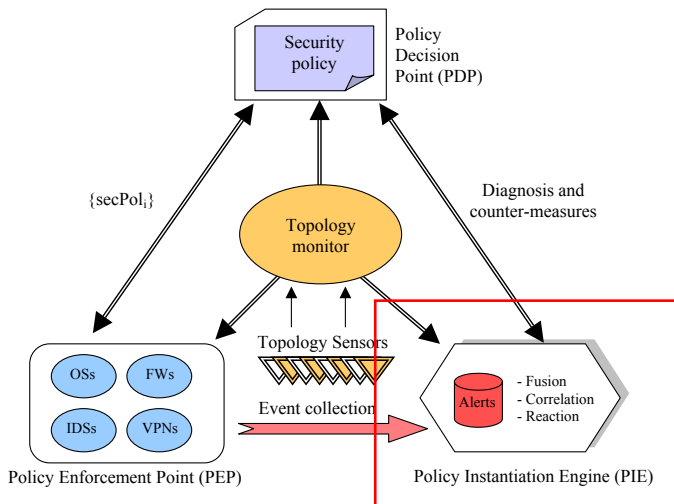 Security
policy
Policy
Decision
Point (PDP)
{secPolᵢ}
Diagnosis and
counter-measures
Topology
monitor
Topology Sensors
OSs
FWs
IDSs
VPNs
Event collection
Alerts
- Fusion
- Correlation
- Reaction
Policy Enforcement Point (PEP)
Policy Instantiation Engine (PIE)